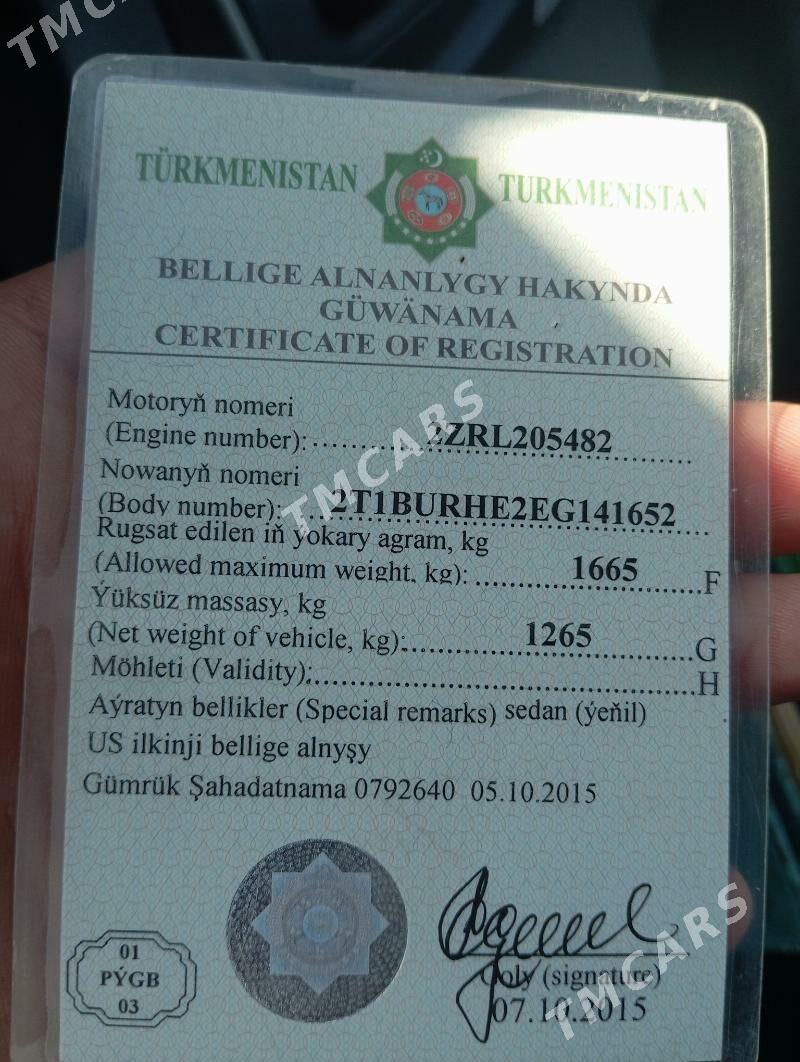 TMCARS
TÜRKMENISTAN TURKMENISTAN
BELLIGE ALNANLYGY HAKYNDA
GÜWÄNAMA
CERTIFICATE OF REGISTRATION
Motoryň nomeri
(Engine number):......2ZRL205482......
Nowanyň nomeri
(Body number):...2T1BURHE2EG141652...
Rugsat edilen iň ýokary agram, kg
(Allowed maximum weight, kg):......1665......F
Ýüksüz massasy, kg
(Net weight of vehicle, kg):......1265......G
Möhleti (Validity):......H
Aýratyn bellikler (Special remarks) sedan (ýeňil)
US ilkinji bellige alnyşy
Gümrük Şahadatnama 0792640 05.10.2015
TMCARS
01
PÝGB
03
Goly (signature)
07.10.2015
TMCARS